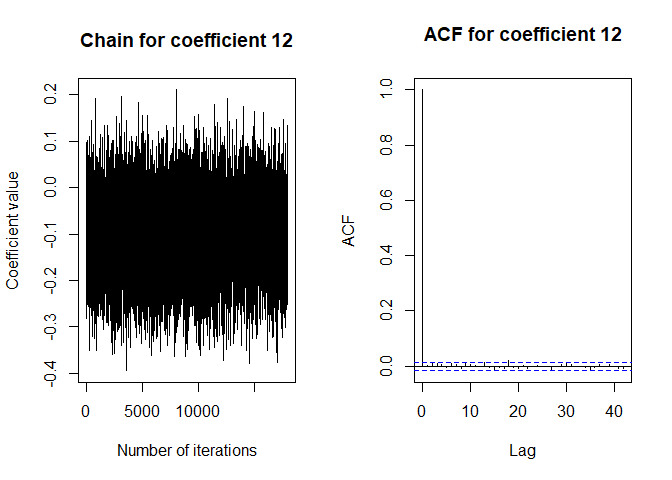 Chain for coefficient 12
Coefficient value
0.2
0.1
0.0
-0.1
-0.2
-0.3
-0.4
0 5000 10000
Number of iterations
ACF for coefficient 12
ACF
1.0
0.8
0.6
0.4
0.2
0.0
0 10 20 30 40
Lag